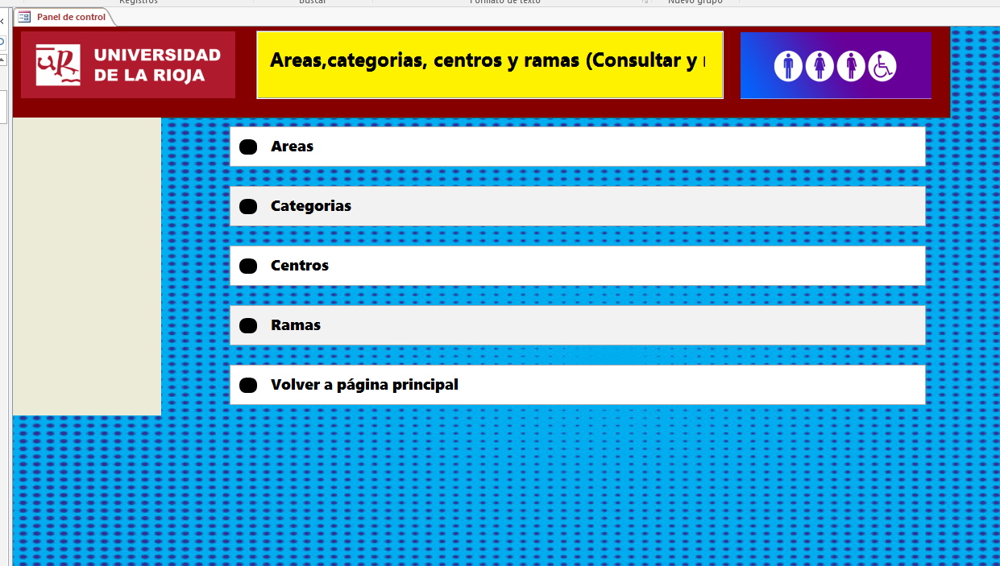 Registros
Buscar
Formato de texto
Nuevo grupo
Panel de control
UR
UNIVERSIDAD
DE LA RIOJA
Areas,categorias, centros y ramas (Consultar y
Areas
Categorias
Centros
Ramas
Volver a página principal